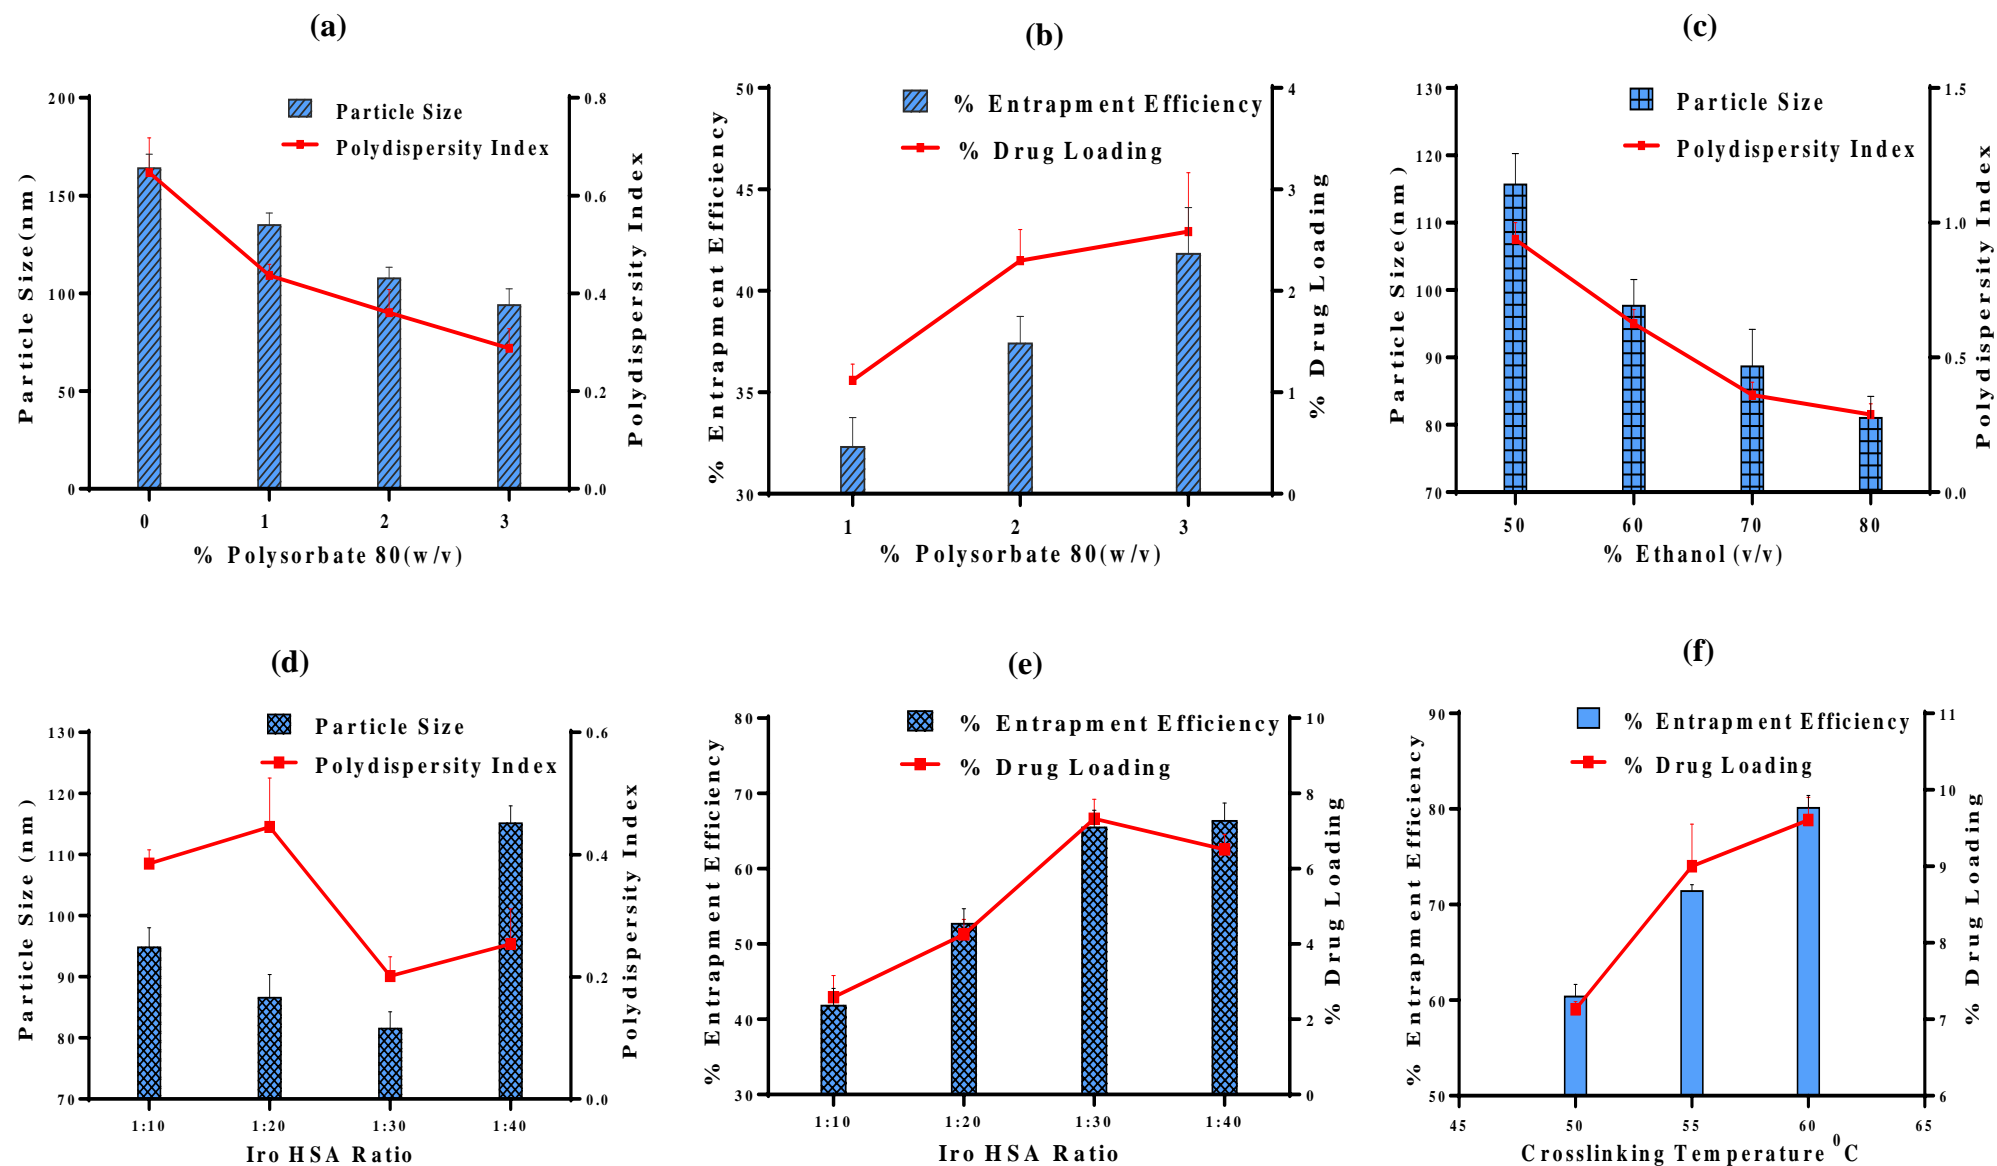 (a)
Particle Size
Polydispersity Index
200
150
100
50
0
0.8
0.6
0.4
0.2
0.0
Particle Size(nm )
Polydispersity Index
0 1 2 3
% Polysorbate 80(w/v)
(b)
% Entrapment Efficiency
% Drug Loading
50
45
40
35
30
4
3
2
1
0
% Entrapment Efficiency
% Drug Loading
1 2 3
% Polysorbate 80(w/v)
(c)
Particle Size
Polydispersity Index
130
120
110
100
90
80
70
1.5
1.0
0.5
0.0
Particle Size(nm )
Polydispersity Index
50 60 70 80
% Ethanol (v/v)
(d)
Particle Size
Polydispersity Index
130
120
110
100
90
80
70
0.6
0.4
0.2
0.0
Particle Size (nm )
Polydispersity Index
1:10 1:20 1:30 1:40
Iro HSA Ratio
(e)
% Entrapment Efficiency
% Drug Loading
80
70
60
50
40
30
10
8
6
4
2
0
% Entrapment Efficiency
% Drug Loading
1:10 1:20 1:30 1:40
Iro HSA Ratio
(f)
% Entrapment Efficiency
% Drug Loading
90
80
70
60
50
11
10
9
8
7
6
% Entrapment Efficiency
% Drug Loading
45 50 55 60 65
Crosslinking Temperature ⁰C